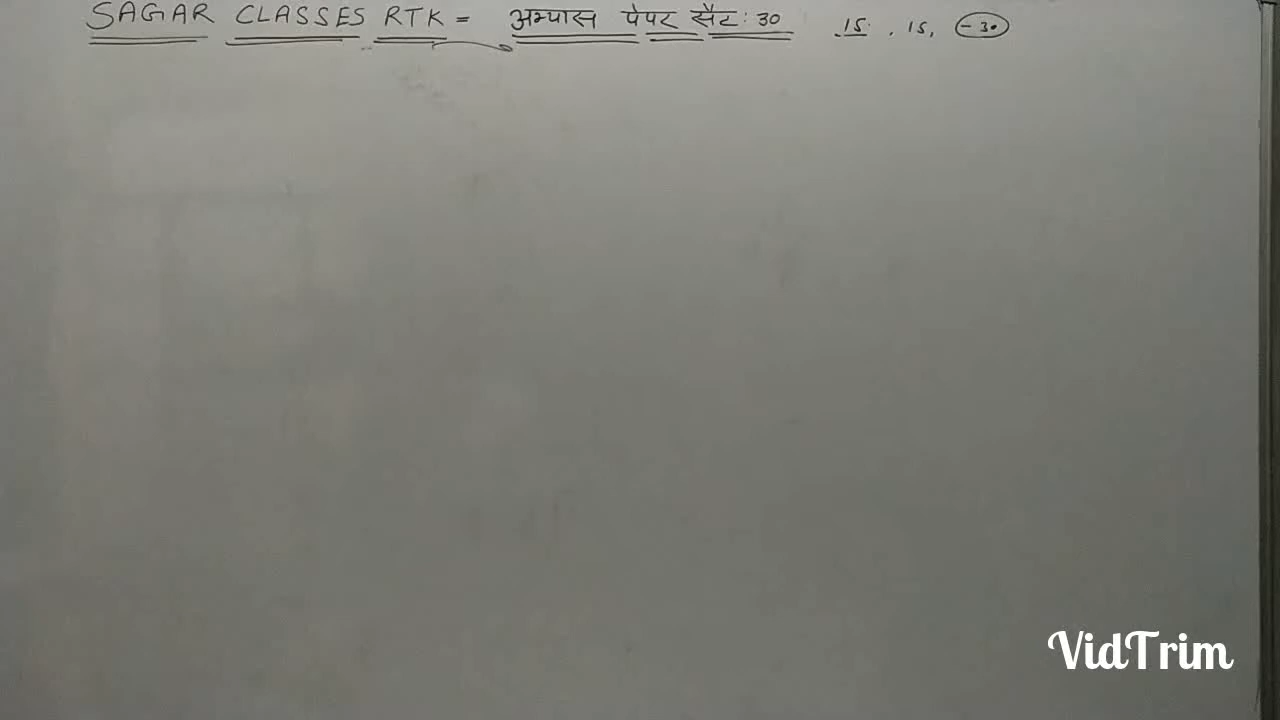 SAGAR CLASSES RTK = अभ्यास पेपर सैट: 30 15 . 15, - 30
VidTrim